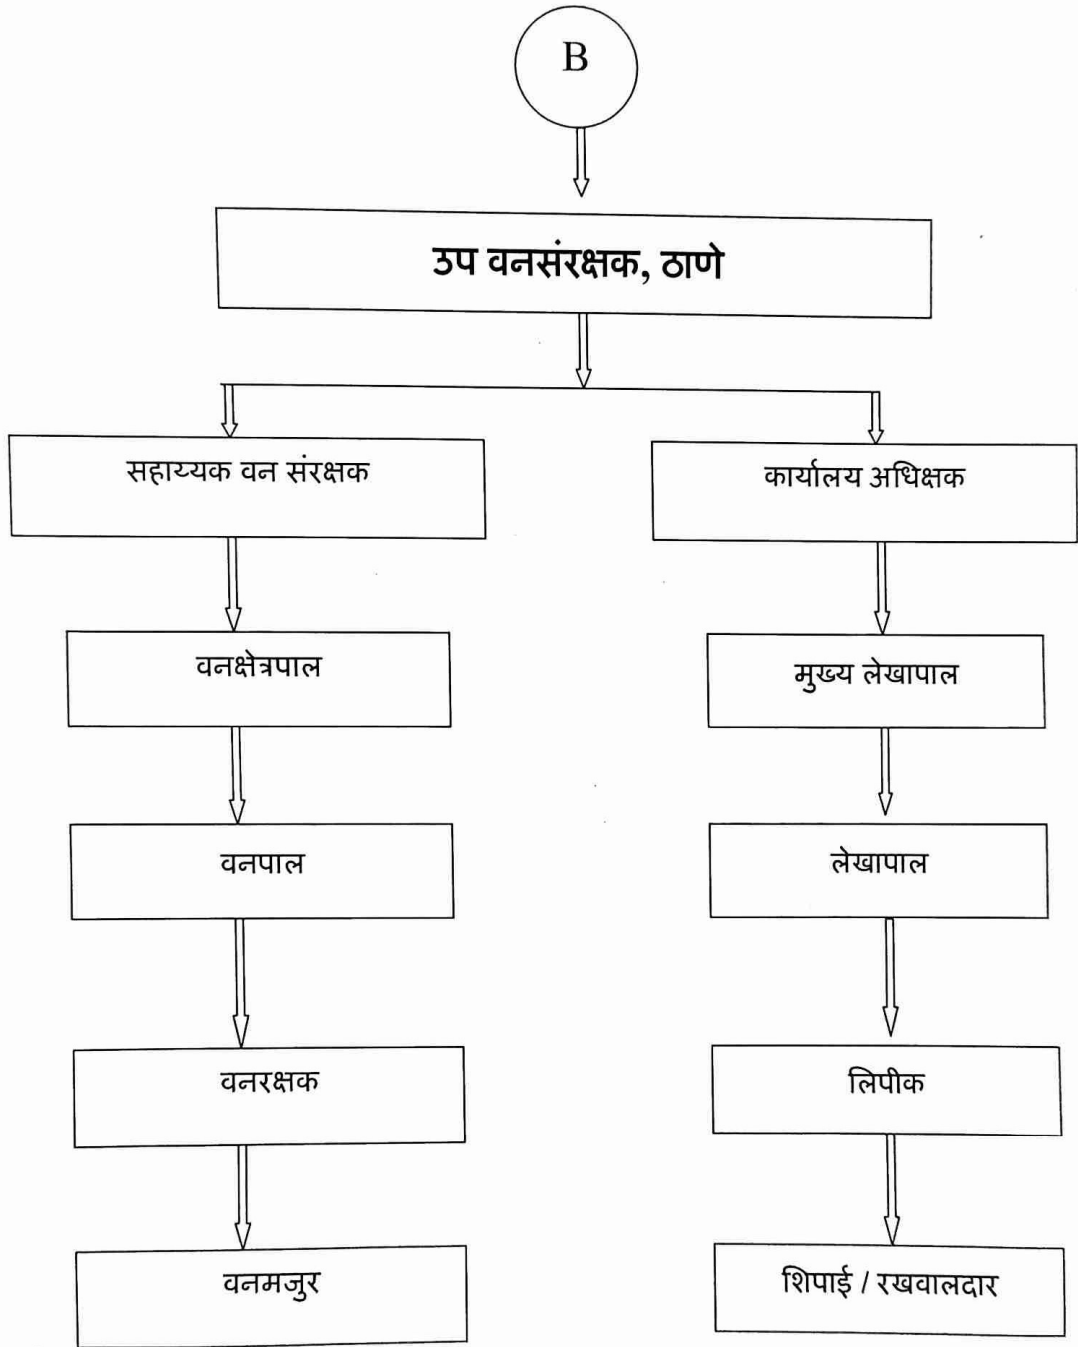 B
उप वनसंरक्षक, ठाणे
सहाय्यक वन संरक्षक
कार्यालय अधिक्षक
वनक्षेत्रपाल
मुख्य लेखापाल
वनपाल
लेखापाल
वनरक्षक
लिपीक
वनमजुर
शिपाई / रखवालदार